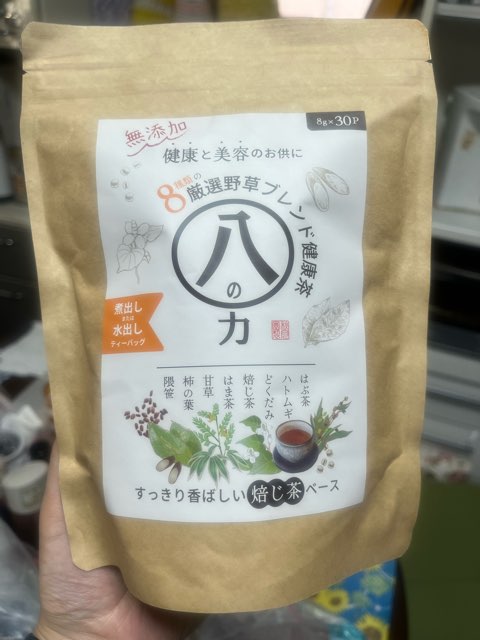 無添加
8g×30P
健康と美容のお供に
8種類の厳選野草ブレンド健康茶
八の力
煮出し
または
水出し
ティーバッグ
はぶ茶
ハトムギ
どくだみ
焙じ茶
はま茶
甘草
柿の葉
隈笹
すっきり香ばしい焙じ茶ベース